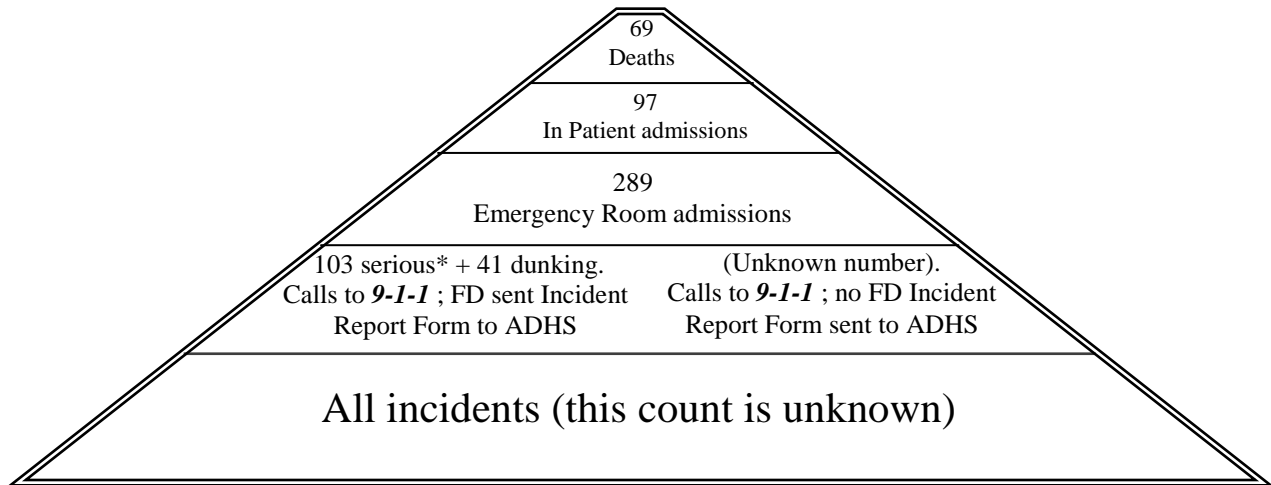 69
Deaths
97
In Patient admissions
289
Emergency Room admissions
103 serious* + 41 dunking.
Calls to 9-1-1 ; FD sent Incident
Report Form to ADHS
(Unknown number).
Calls to 9-1-1 ; no FD Incident
Report Form sent to ADHS
All incidents (this count is unknown)